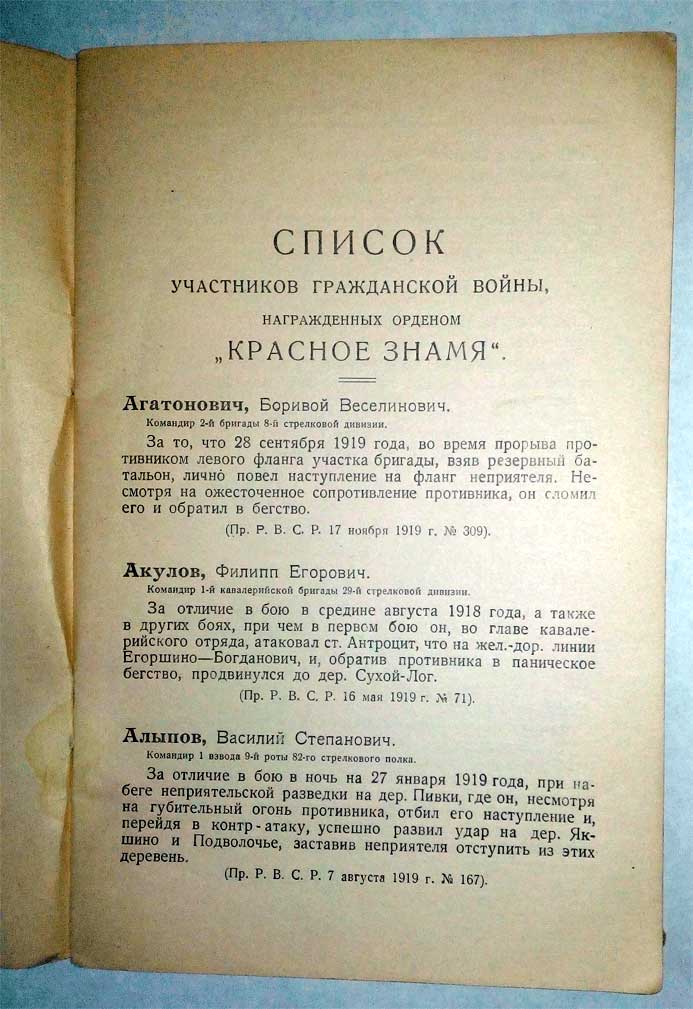 СПИСОК
УЧАСТНИКОВ ГРАЖДАНСКОЙ ВОЙНЫ,
НАГРАЖДЕННЫХ ОРДЕНОМ
„КРАСНОЕ ЗНАМЯ“.
Агатонович, Боривой Веселинович.
Командир 2-й бригады 8-й стрелковой дивизии.
За то, что 28 сентября 1919 года, во время прорыва про-
тивником левого фланга участка бригады, взяв резервный ба-
тальон, лично́ повел наступление на фланг неприятеля. Не-
смотря на ожесточенное сопротивление противника, он сломил
его и обратил в бегство.
(Пр. Р. В. С. Р. 17 ноября 1919 г. № 309).
Акулов, Филипп Егорович.
Командир 1-й кавалерийской бригады 29-й стрелковой дивизии.
За отличие в бою в средине августа 1918 года, а также
в других боях, при чем в первом бою он, во главе кавале-
рийского отряда, атаковал ст. Антроцит, что на жел.-дор. линии
Егоршино—Богданович, и, обратив противника в паническое
бегство, продвинулся до дер. Сухой-Лог.
(Пр. Р. В. С. Р. 16 мая 1919 г. № 71).
Алыпов, Василий Степанович.
Командир 1 взвода 9-й роты 82-го стрелкового полка.
За отличие в бою в ночь на 27 января 1919 года, при на-
беге неприятельской разведки на дер. Пивки, где он, несмотря
на губительный огонь противника, отбил его наступление и,
перейдя в контр-атаку, успешно развил удар на дер. Як-
шино и Подволочье, заставив неприятеля отступить из этих
деревень.
(Пр. Р. В. С. Р. 7 августа 1919 г. № 167).